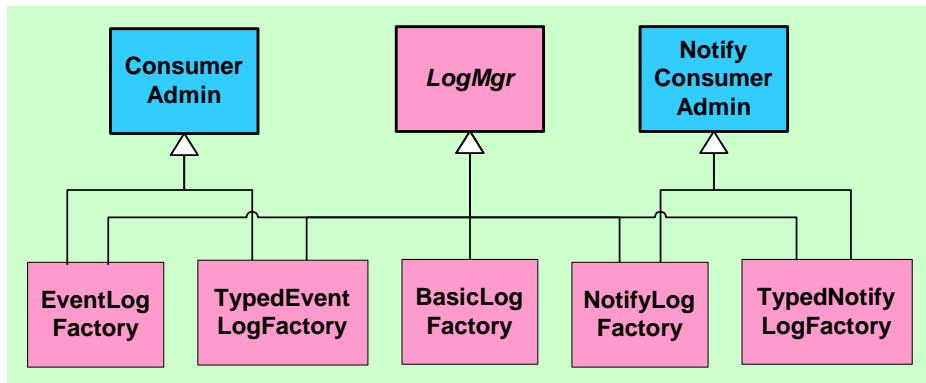 Consumer
Admin
LogMgr
Notify
Consumer
Admin
EventLog
Factory
TypedEvent
LogFactory
BasicLog
Factory
NotifyLog
Factory
TypedNotify
LogFactory